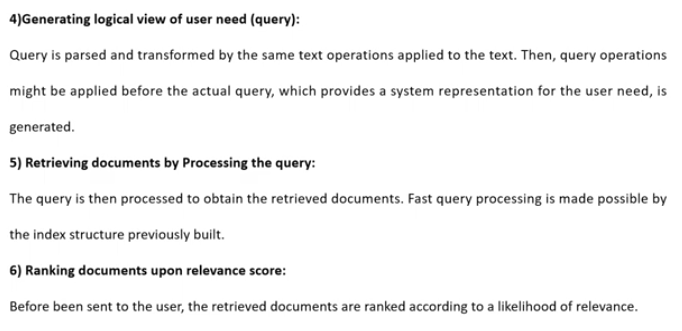 4)Generating logical view of user need (query):
Query is parsed and transformed by the same text operations applied to the text. Then, query operations
might be applied before the actual query, which provides a system representation for the user need, is
generated.
5) Retrieving documents by Processing the query:
The query is then processed to obtain the retrieved documents. Fast query processing is made possible by
the index structure previously built.
6) Ranking documents upon relevance score:
Before been sent to the user, the retrieved documents are ranked according to a likelihood of relevance.